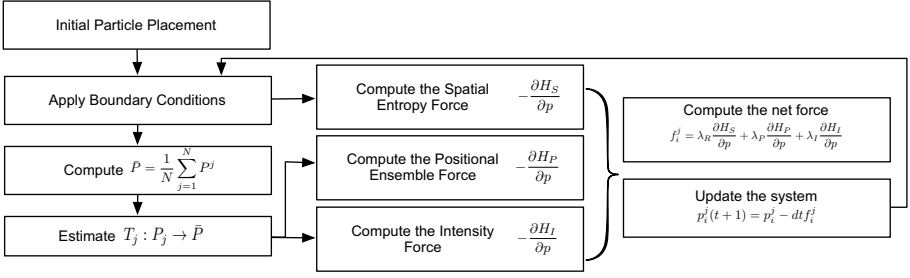 Initial Particle Placement
Apply Boundary Conditions
Compute $\bar{P} = \frac{1}{N} \sum_{j=1}^{N} P^j$
Estimate $T_j : P_j \rightarrow \bar{P}$
Compute the Spatial
Entropy Force $-\frac{\partial H_S}{\partial p}$
Compute the Positional
Ensemble Force $-\frac{\partial H_P}{\partial p}$
Compute the Intensity
Force $-\frac{\partial H_I}{\partial p}$
Compute the net force
$f_i^j = \lambda_R \frac{\partial H_S}{\partial p} + \lambda_P \frac{\partial H_P}{\partial p} + \lambda_I \frac{\partial H_I}{\partial p}$
Update the system
$p_i^j(t+1) = p_i^j - dt f_i^j$